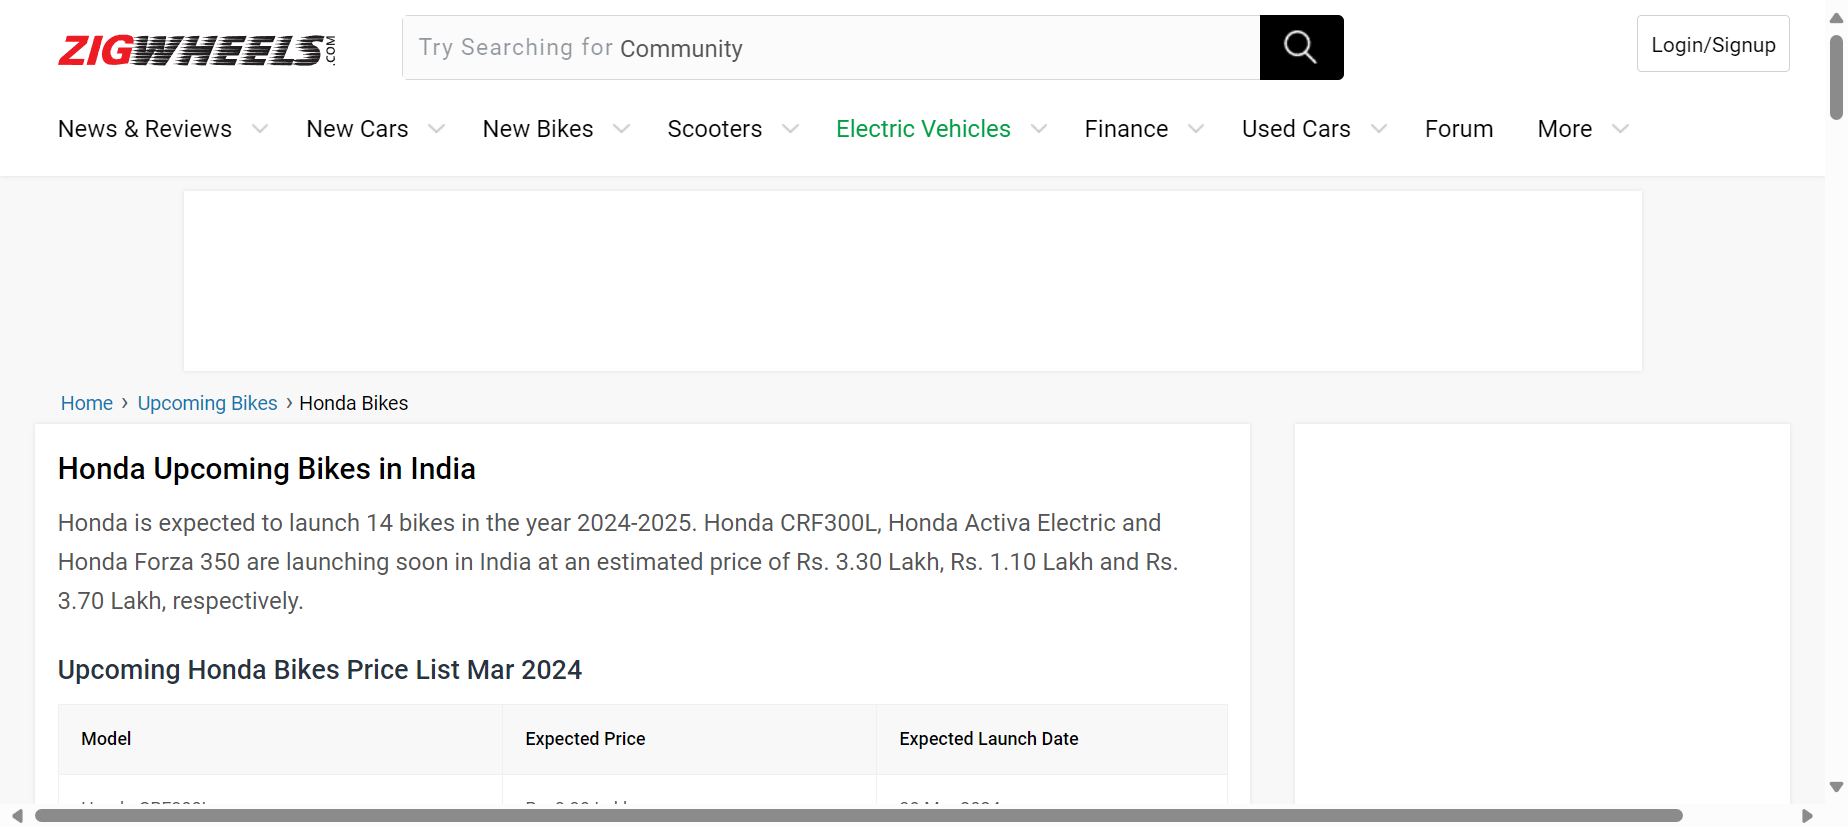 ZIGWHEELS.COM
Try Searching for Community
Login/Signup
News & Reviews
New Cars
New Bikes
Scooters
Electric Vehicles
Finance
Used Cars
Forum
More
Home › Upcoming Bikes › Honda Bikes
Honda Upcoming Bikes in India
Honda is expected to launch 14 bikes in the year 2024-2025. Honda CRF300L, Honda Activa Electric and
Honda Forza 350 are launching soon in India at an estimated price of Rs. 3.30 Lakh, Rs. 1.10 Lakh and Rs.
3.70 Lakh, respectively.
Upcoming Honda Bikes Price List Mar 2024
Model
Expected Price
Expected Launch Date